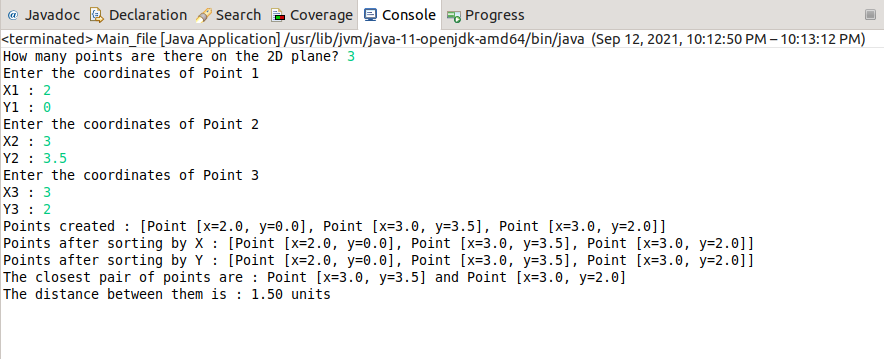 @ Javadoc Declaration Search Coverage Console Progress
<terminated> Main_file [Java Application] /usr/lib/jvm/java-11-openjdk-amd64/bin/java (Sep 12, 2021, 10:12:50 PM – 10:13:12 PM)
How many points are there on the 2D plane? 3
Enter the coordinates of Point 1
X1 : 2
Y1 : 0
Enter the coordinates of Point 2
X2 : 3
Y2 : 3.5
Enter the coordinates of Point 3
X3 : 3
Y3 : 2
Points created : [Point [x=2.0, y=0.0], Point [x=3.0, y=3.5], Point [x=3.0, y=2.0]]
Points after sorting by X : [Point [x=2.0, y=0.0], Point [x=3.0, y=3.5], Point [x=3.0, y=2.0]]
Points after sorting by Y : [Point [x=2.0, y=0.0], Point [x=3.0, y=3.5], Point [x=3.0, y=2.0]]
The closest pair of points are : Point [x=3.0, y=3.5] and Point [x=3.0, y=2.0]
The distance between them is : 1.50 units